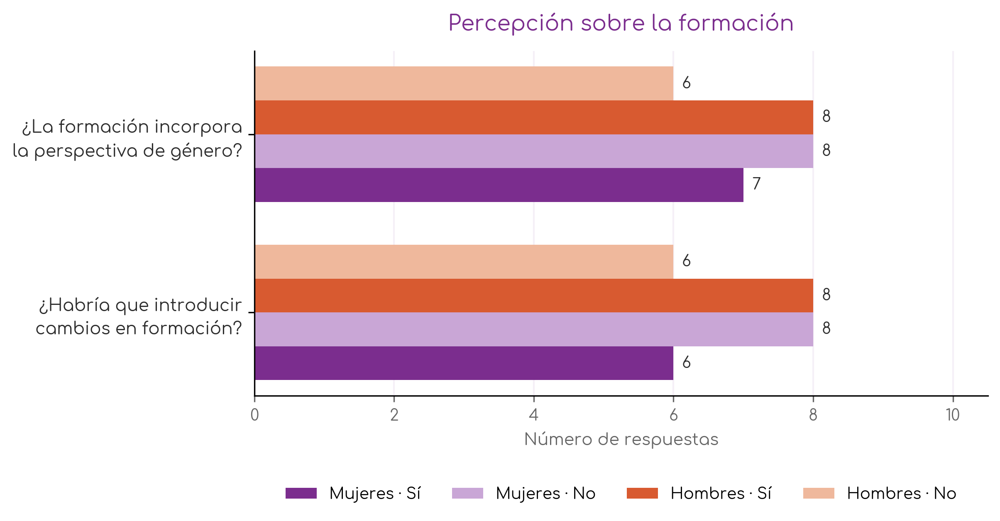 Percepción sobre la formación
¿La formación incorpora
la perspectiva de género?
6
8
8
7
¿Habría que introducir
cambios en formación?
6
8
8
6
0 2 4 6 8 10
Número de respuestas
Mujeres · Sí Mujeres · No Hombres · Sí Hombres · No